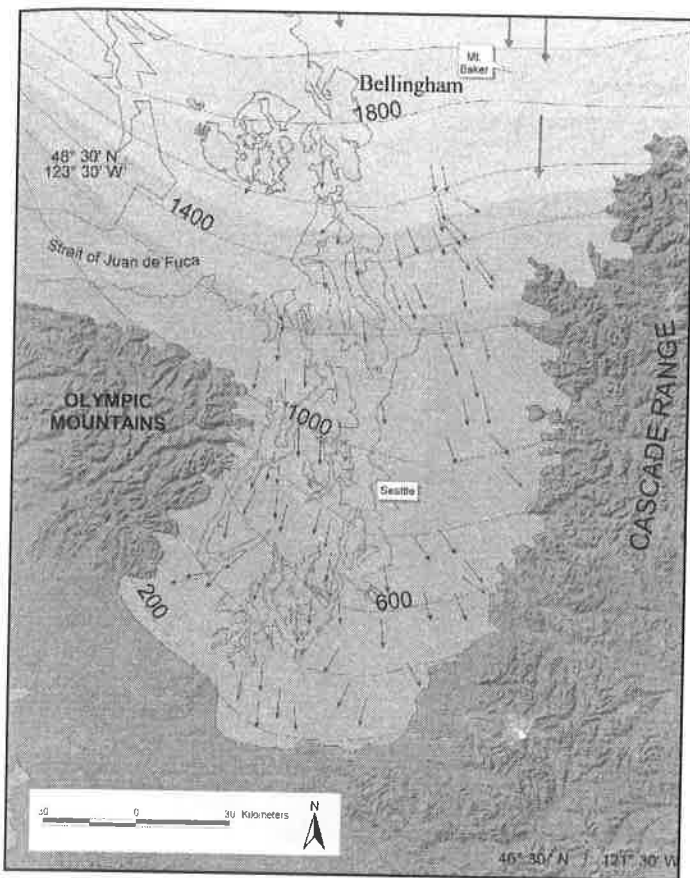 Mt.
Baker
Bellingham
1800
48° 30' N
123° 30' W
1400
Strait of Juan de Fuca
OLYMPIC
MOUNTAINS
1000
CASCADE RANGE
Seattle
200
600
30 0 30 Kilometers
N
46° 30' N / 121° 30' W